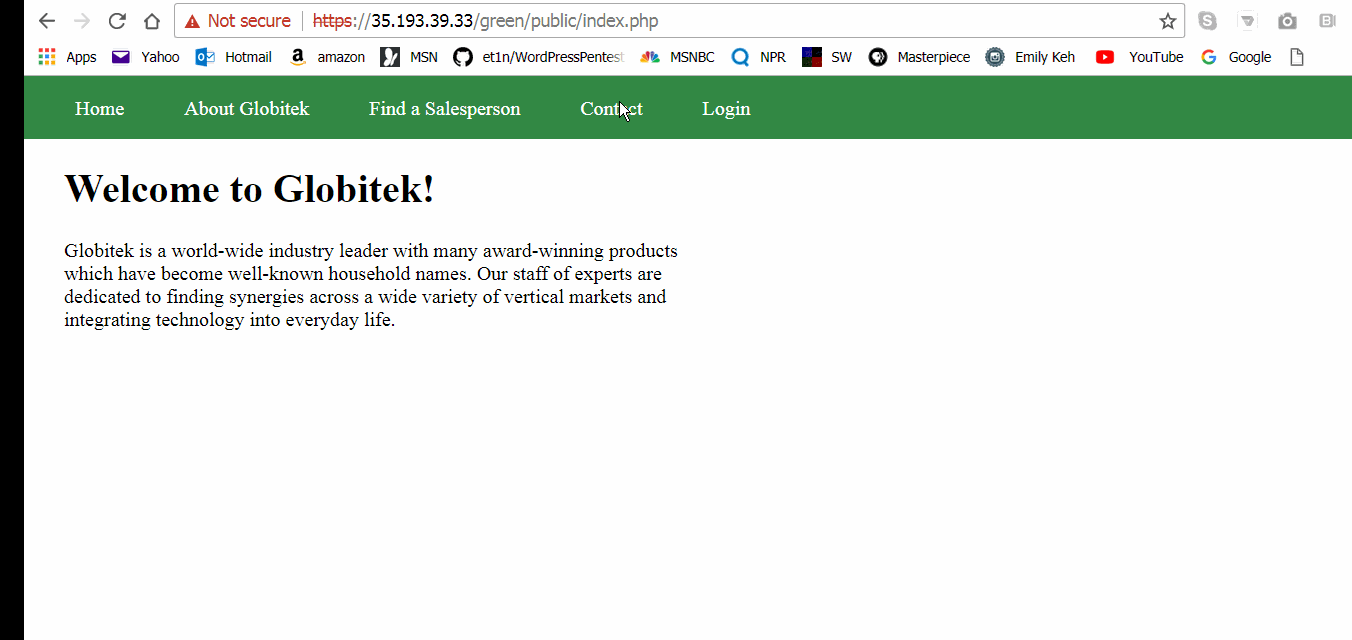 Not secure https://35.193.39.33/green/public/index.php
Apps Yahoo Hotmail amazon MSN et1n/WordPressPentest MSNBC NPR SW Masterpiece Emily Keh YouTube Google
Home About Globitek Find a Salesperson Contact Login
Welcome to Globitek!
Globitek is a world-wide industry leader with many award-winning products
which have become well-known household names. Our staff of experts are
dedicated to finding synergies across a wide variety of vertical markets and
integrating technology into everyday life.